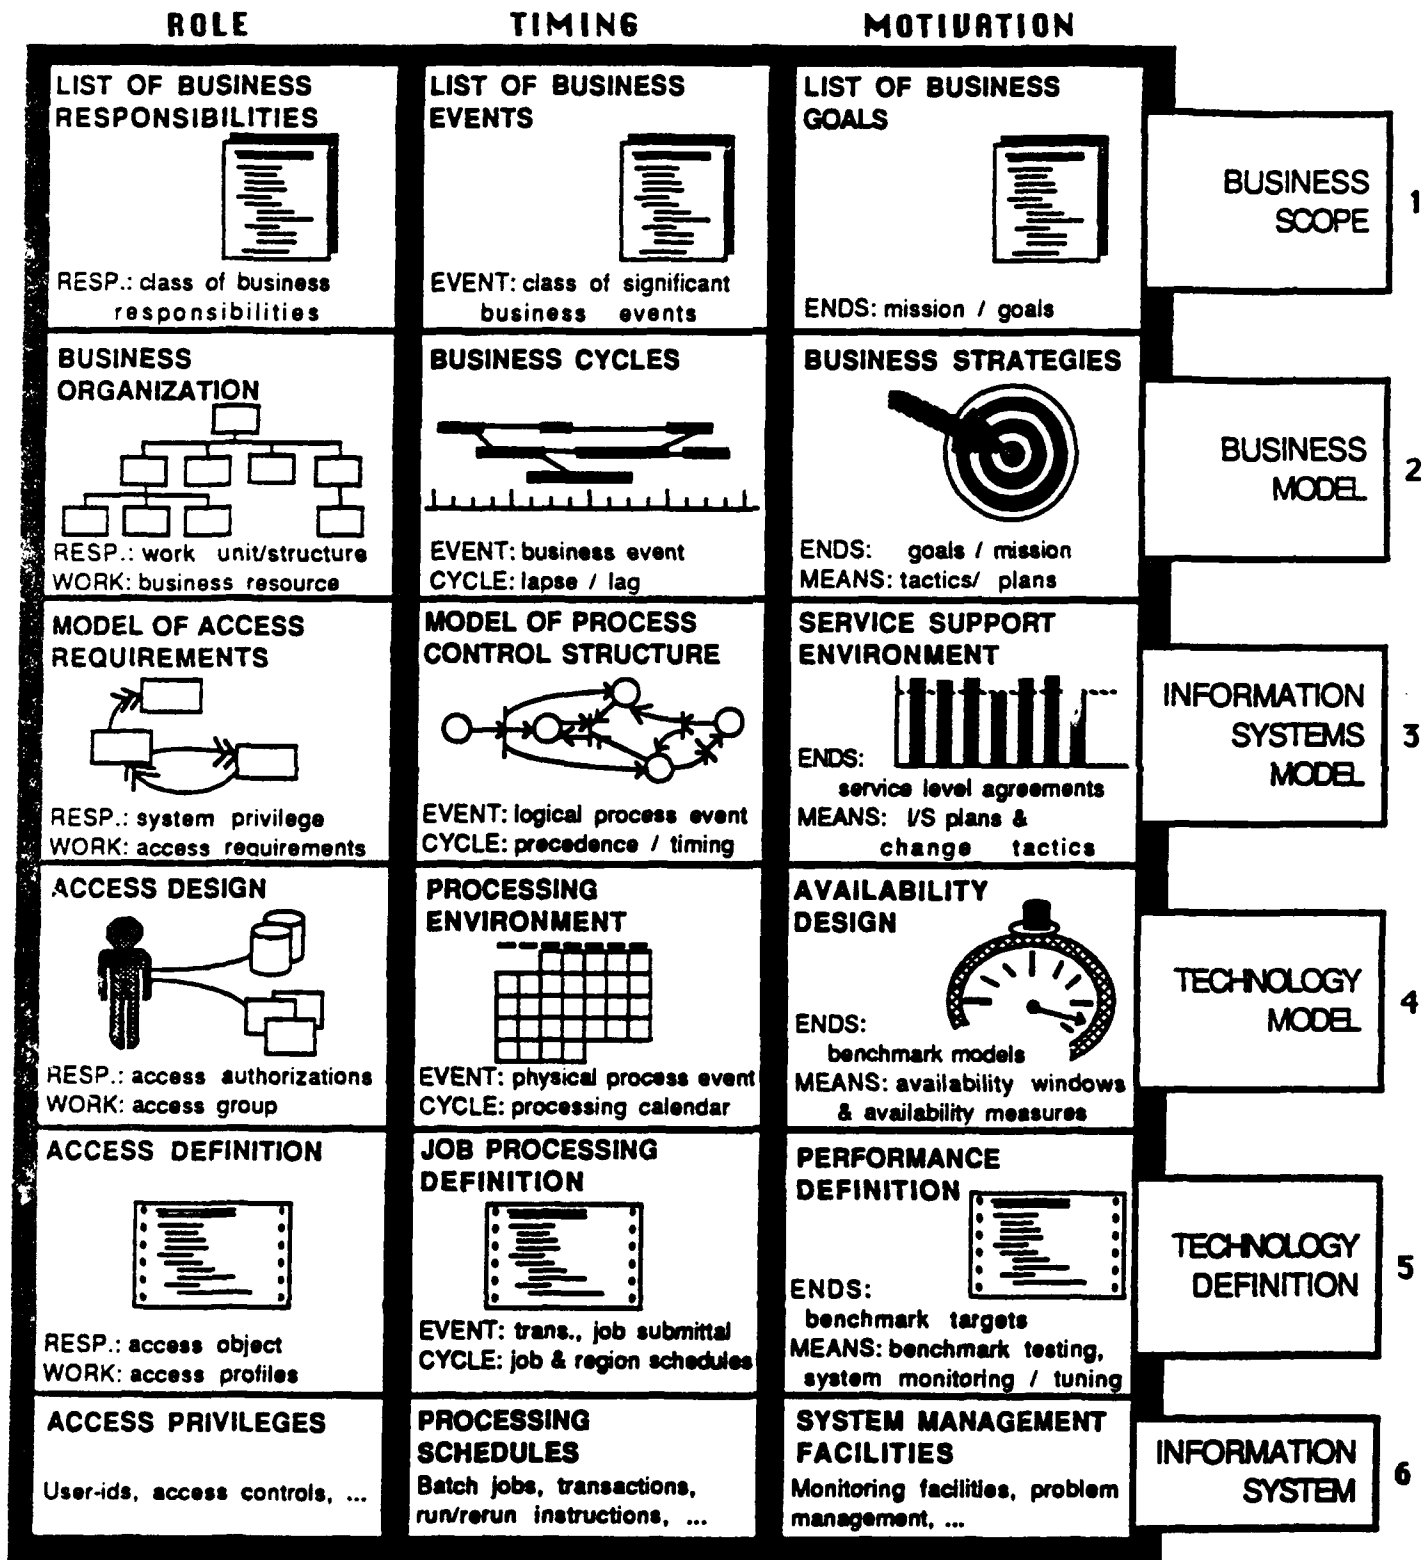 ROLE TIMING MOTIVATION
LIST OF BUSINESS
RESPONSIBILITIES
RESP.: class of business
responsibilities
LIST OF BUSINESS
EVENTS
EVENT: class of significant
business events
LIST OF BUSINESS
GOALS
ENDS: mission / goals
BUSINESS
SCOPE
1
BUSINESS
ORGANIZATION
RESP.: work unit/structure
WORK: business resource
BUSINESS CYCLES
EVENT: business event
CYCLE: lapse / lag
BUSINESS STRATEGIES
ENDS: goals / mission
MEANS: tactics/ plans
BUSINESS
MODEL
2
MODEL OF ACCESS
REQUIREMENTS
RESP.: system privilege
WORK: access requirements
MODEL OF PROCESS
CONTROL STRUCTURE
EVENT: logical process event
CYCLE: precedence / timing
SERVICE SUPPORT
ENVIRONMENT
ENDS:
service level agreements
MEANS: I/S plans &
change tactics
INFORMATION
SYSTEMS
MODEL
3
ACCESS DESIGN
RESP.: access authorizations
WORK: access group
PROCESSING
ENVIRONMENT
EVENT: physical process event
CYCLE: processing calendar
AVAILABILITY
DESIGN
ENDS:
benchmark models
MEANS: availability windows
& availability measures
TECHNOLOGY
MODEL
4
ACCESS DEFINITION
RESP.: access object
WORK: access profiles
JOB PROCESSING
DEFINITION
EVENT: trans., job submittal
CYCLE: job & region schedules
PERFORMANCE
DEFINITION
ENDS:
benchmark targets
MEANS: benchmark testing,
system monitoring / tuning
TECHNOLOGY
DEFINITION
5
ACCESS PRIVILEGES
User-ids, access controls, ...
PROCESSING
SCHEDULES
Batch jobs, transactions,
run/rerun instructions, ...
SYSTEM MANAGEMENT
FACILITIES
Monitoring facilities, problem
management, ...
INFORMATION
SYSTEM
6